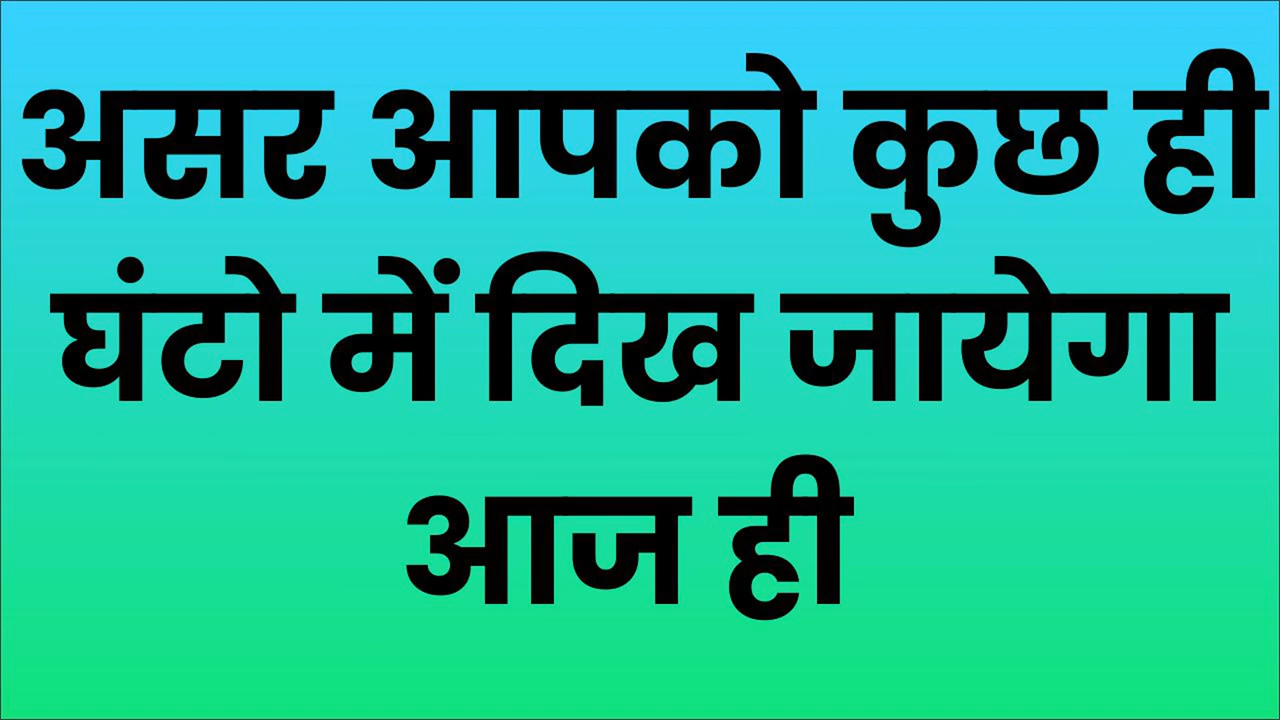 असर आपको कुछ ही
घंटो में दिख जायेगा
आज ही